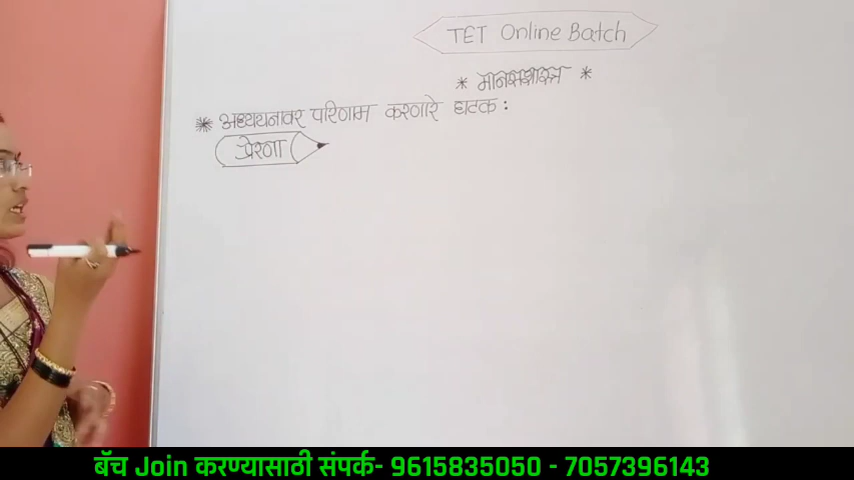 TET Online Batch
* मानसशास्त्र *
* अध्ययनावर परिणाम करणारे घटक :
प्रेरणा
बॅच Join करण्यासाठी संपर्क- 9615835050 - 7057396143